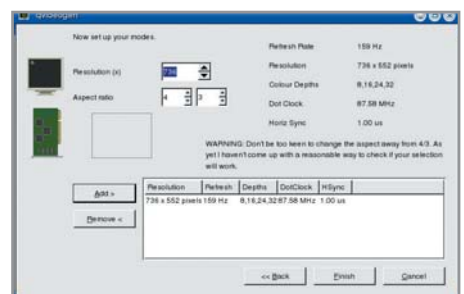 qvideogen
Now set up your modes.
Resolution (x)
736
Aspect ratio
4
3
Refresh Rate
159 Hz
Resolution
736 x 552 pixels
Colour Depths
8,16,24,32
Dot Clock
87.58 MHz
Horiz Sync
1.00 us
WARNING: Don't be too keen to change the aspect away from 4/3. As
yet I haven't come up with a reasonable way to check if your selection
will work.
Add >
Remove <
Resolution Refresh Depths DotClock HSync
736 x 552 pixels 159 Hz 8,16,24,32 87.58 MHz 1.00 us
<< Back
Finish
Cancel